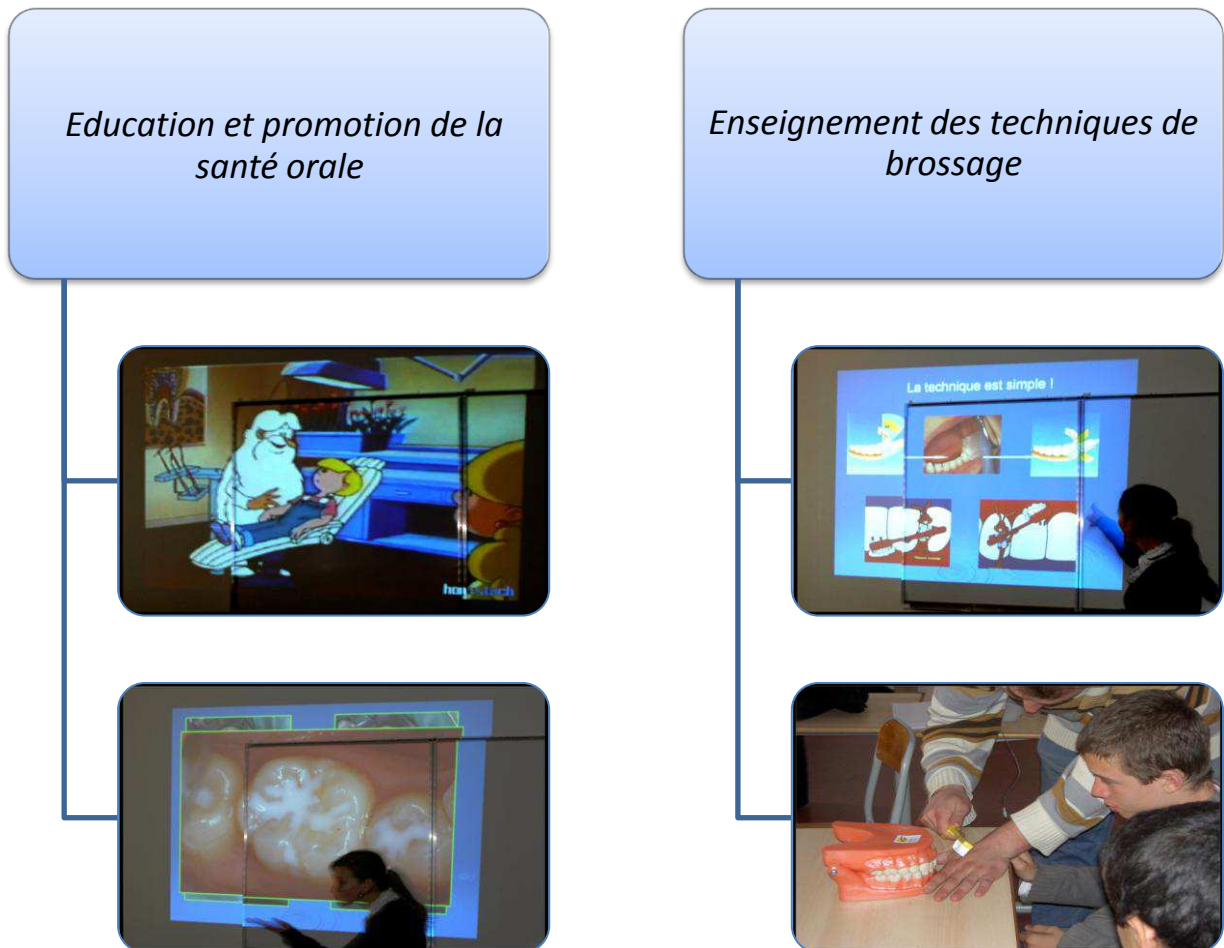 Education et promotion de la
santé orale
Enseignement des techniques de
brossage
La technique est simple !